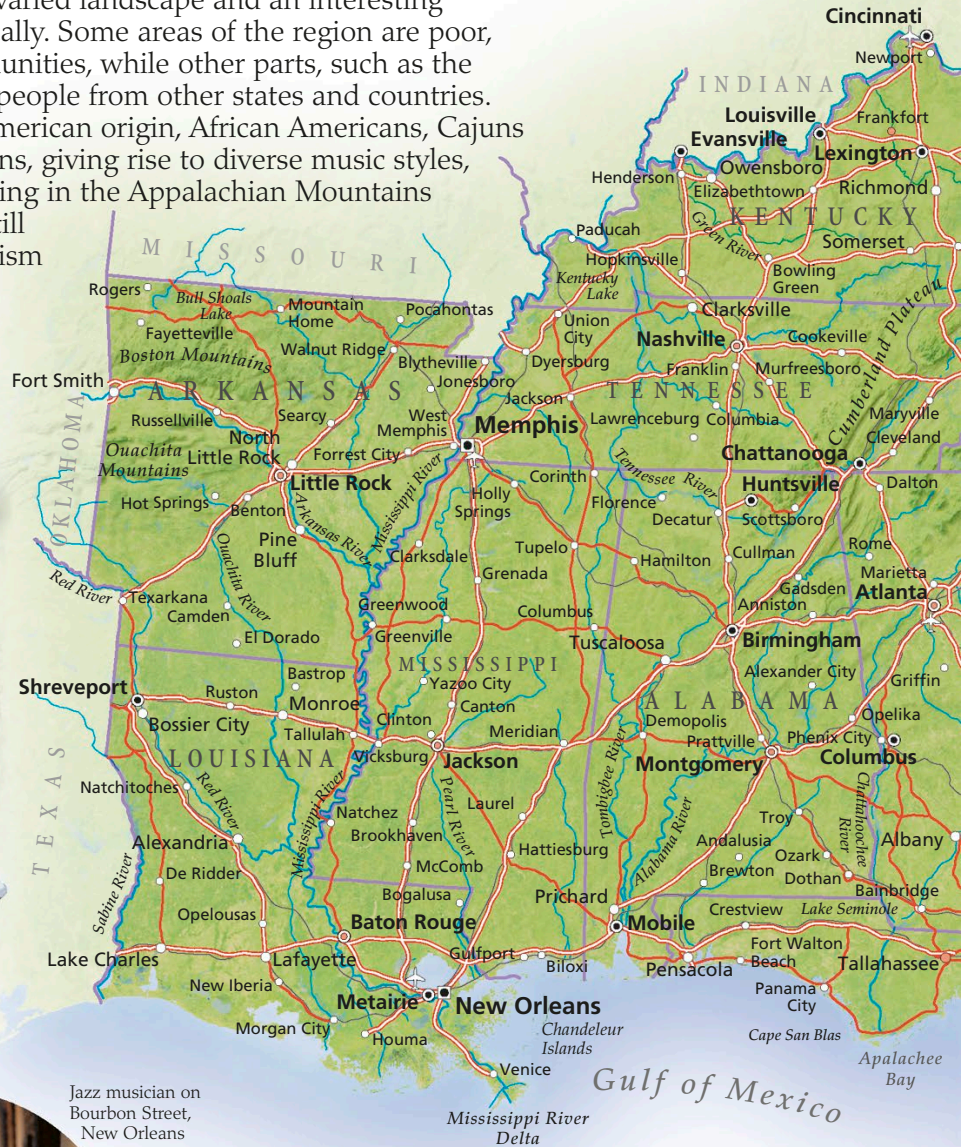 varied landscape and an interesting
ally. Some areas of the region are poor,
unities, while other parts, such as the
people from other states and countries.
merican origin, African Americans, Cajuns
ns, giving rise to diverse music styles,
ing in the Appalachian Mountains
till
ism
Cincinnati
Newport
INDIANA
Louisville
Frankfort
Evansville
Lexington
Owensboro
Henderson
Elizabethtown
Richmond
KENTUCKY
Green River
Paducah
Somerset
Hopkinsville
MISSOURI
Kentucky
Lake
Bowling
Green
Rogers
Bull Shoals
Lake
Mountain
Home
Pocahontas
Union
City
Clarksville
Fayetteville
Nashville
Cookeville
Cumberland Plateau
Boston Mountains
Walnut Ridge
Blytheville
Dyersburg
Franklin
Murfreesboro
Fort Smith
ARKANSAS
Jonesboro
Jackson
TENNESSEE
Russellville
Searcy
West
Memphis
Memphis
Lawrenceburg
Columbia
Maryville
OKLAHOMA
Ouachita
Mountains
North
Little Rock
Forrest City
Cleveland
Chattanooga
Little Rock
Mississippi River
Corinth
Tennessee River
Huntsville
Dalton
Hot Springs
Benton
Holly
Springs
Florence
Decatur
Scottsboro
Arkansas River
Pine
Bluff
Clarksdale
Tupelo
Hamilton
Cullman
Rome
Ouachita River
Grenada
Gadsden
Marietta
Red River
Texarkana
Camden
Greenwood
Columbus
Anniston
Atlanta
El Dorado
Greenville
Tuscaloosa
Birmingham
MISSISSIPPI
Bastrop
Yazoo City
Alexander City
Griffin
Shreveport
Ruston
Monroe
Canton
ALABAMA
Bossier City
Clinton
Demopolis
Opelika
Tallulah
Meridian
Prattville
Phenix City
LOUISIANA
Vicksburg
Jackson
Montgomery
Columbus
TEXAS
Natchitoches
Red River
Mississippi River
Natchez
Pearl River
Laurel
Tombigbee River
Alabama River
Troy
Chattahoochee
River
Alexandria
Brookhaven
Hattiesburg
Andalusia
Albany
De Ridder
McComb
Ozark
Brewton
Dothan
Sabine River
Bogalusa
Prichard
Bainbridge
Opelousas
Baton Rouge
Mobile
Crestview
Lake Seminole
Lake Charles
Lafayette
Gulfport
Biloxi
Pensacola
Fort Walton
Beach
Tallahassee
New Iberia
Metairie
New Orleans
Panama
City
Morgan City
Houma
Chandeleur
Islands
Cape San Blas
Venice
Gulf of Mexico
Apalachee
Bay
Jazz musician on
Bourbon Street,
New Orleans
Mississippi River
Delta